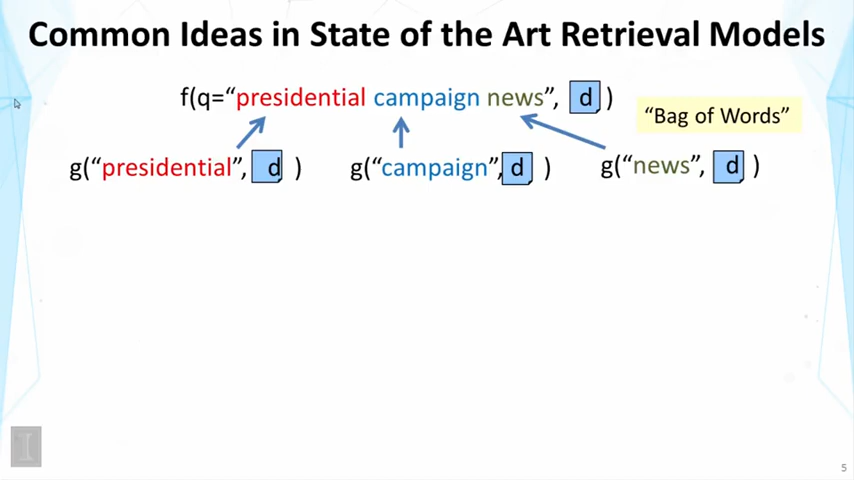 Common Ideas in State of the Art Retrieval Models
f(q=“presidential campaign news”, d )
“Bag of Words”
g(“presidential”, d )
g(“campaign”, d )
g(“news”, d )
I
5